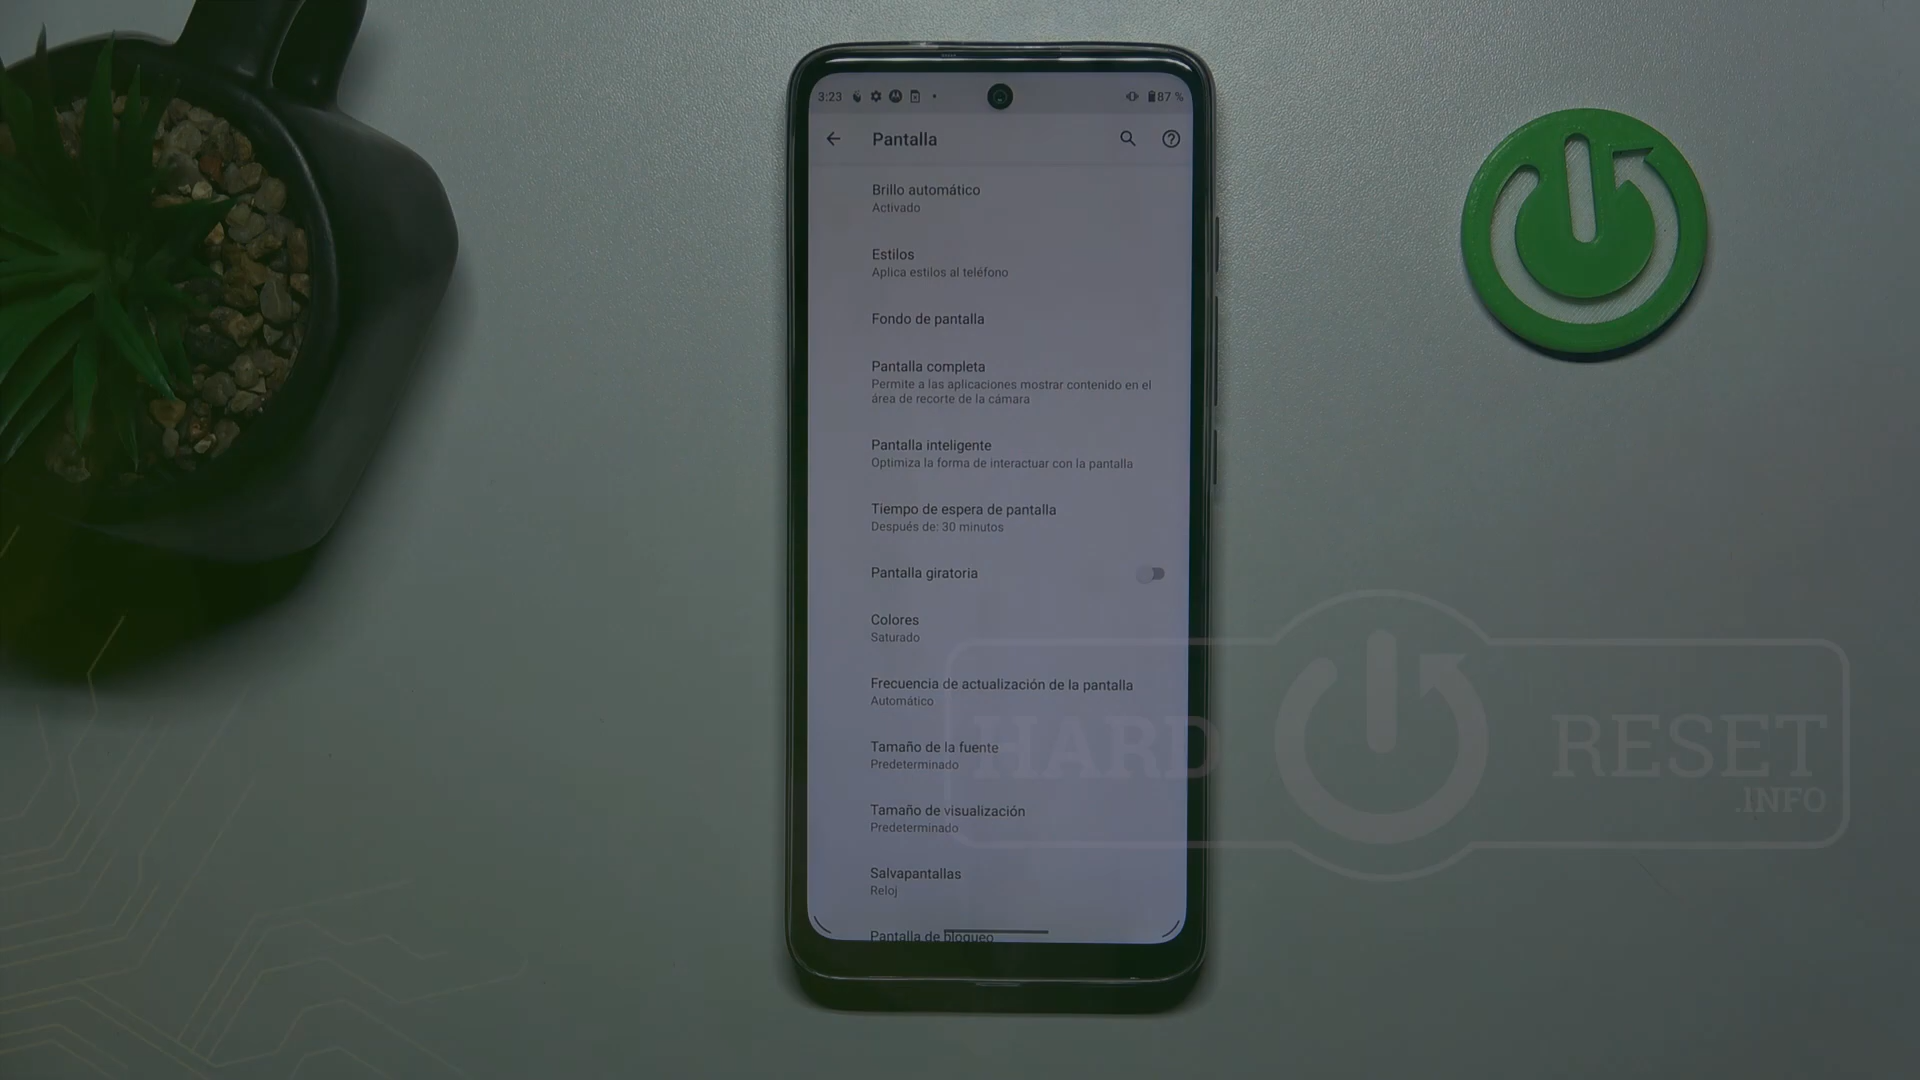 3:23
87 %
Pantalla
Brillo automático
Activado
Estilos
Aplica estilos al teléfono
Fondo de pantalla
Pantalla completa
Permite a las aplicaciones mostrar contenido en el
área de recorte de la cámara
Pantalla inteligente
Optimiza la forma de interactuar con la pantalla
Tiempo de espera de pantalla
Después de: 30 minutos
Pantalla giratoria
Colores
Saturado
Frecuencia de actualización de la pantalla
Automático
Tamaño de la fuente
Predeterminado
Tamaño de visualización
Predeterminado
Salvapantallas
Reloj
Pantalla de bloqueo
HARD RESET
.INFO